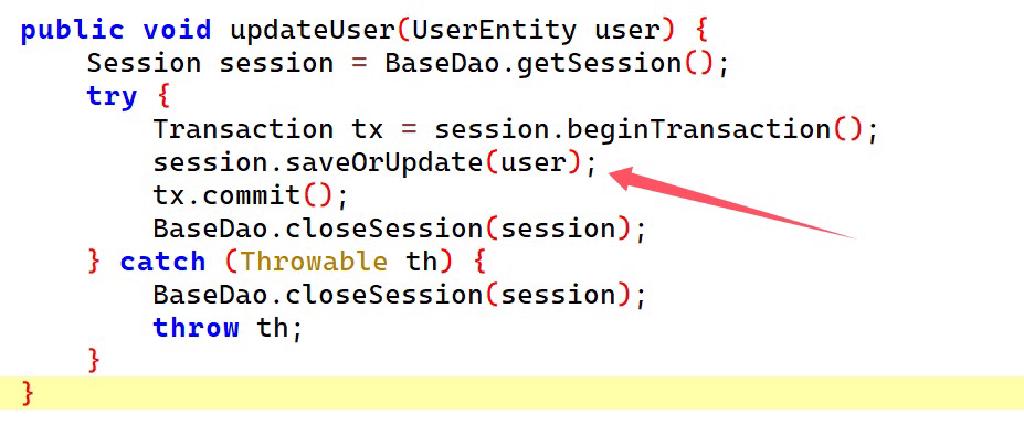 public void updateUser(UserEntity user) {
    Session session = BaseDao.getSession();
    try {
        Transaction tx = session.beginTransaction();
        session.saveOrUpdate(user);
        tx.commit();
        BaseDao.closeSession(session);
    } catch (Throwable th) {
        BaseDao.closeSession(session);
        throw th;
    }
}